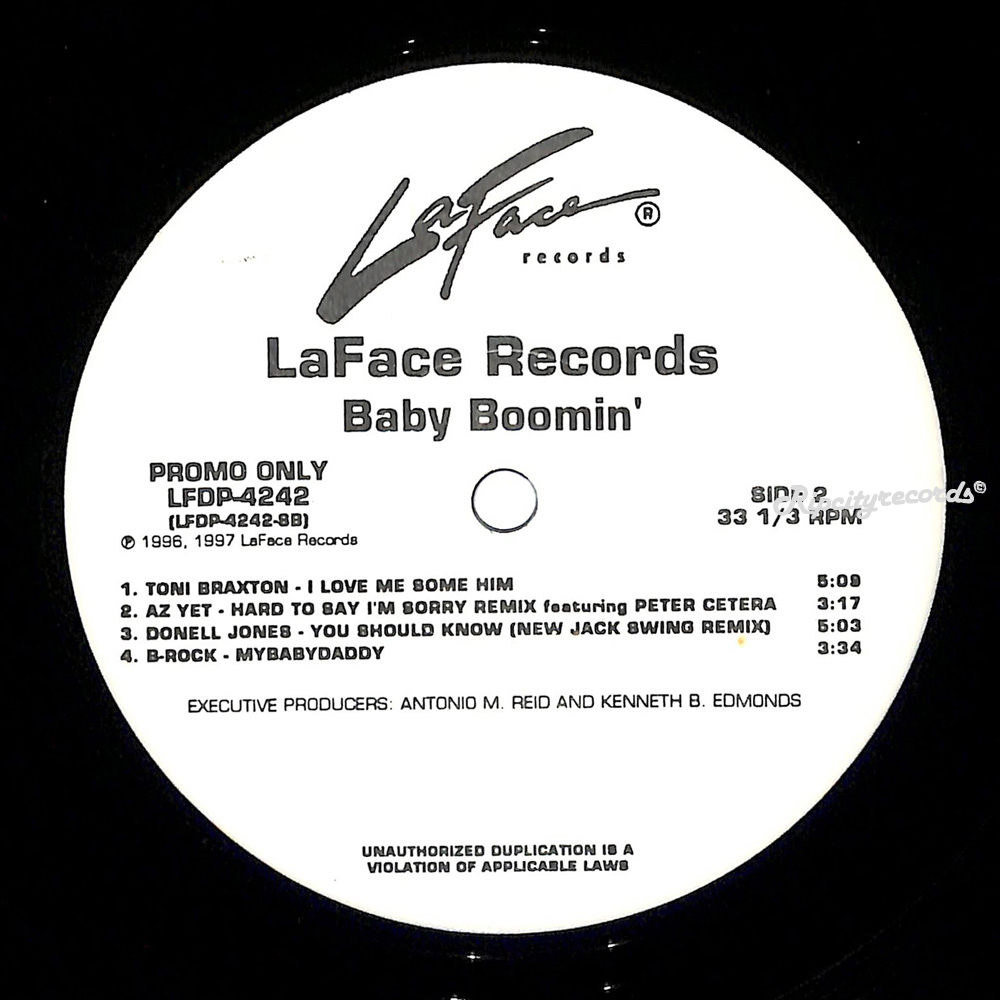 LaFace ®
records
LaFace Records
Baby Boomin'
PROMO ONLY
LFDP-4242
(LFDP-4242-SB)
℗ 1996, 1997 LaFace Records
SIDE 2
33 1/3 RPM
Ripcityrecords©
1. TONI BRAXTON - I LOVE ME SOME HIM 5:09
2. AZ YET - HARD TO SAY I'M SORRY REMIX featuring PETER CETERA 3:17
3. DONELL JONES - YOU SHOULD KNOW (NEW JACK SWING REMIX) 5:03
4. B-ROCK - MYBABYDADDY 3:34
EXECUTIVE PRODUCERS: ANTONIO M. REID AND KENNETH B. EDMONDS
UNAUTHORIZED DUPLICATION IS A
VIOLATION OF APPLICABLE LAWS